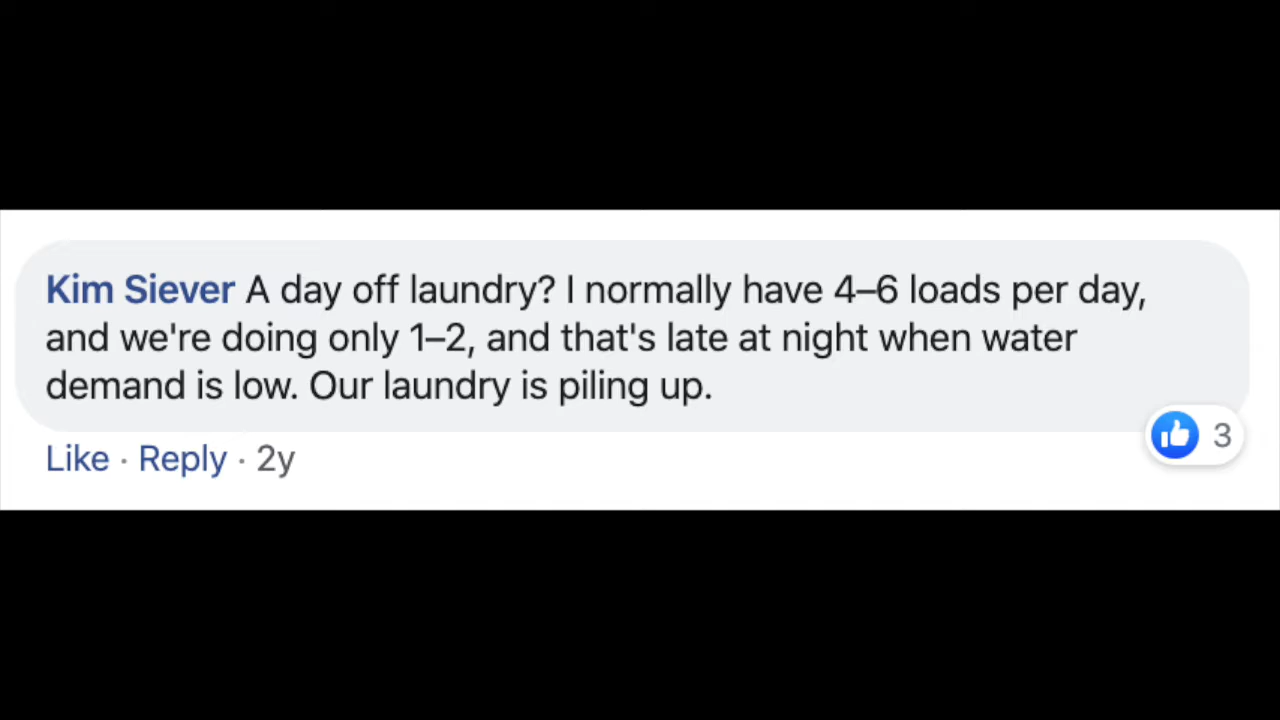 Kim Siever A day off laundry? I normally have 4–6 loads per day,
and we're doing only 1–2, and that's late at night when water
demand is low. Our laundry is piling up.
3
Like · Reply · 2y